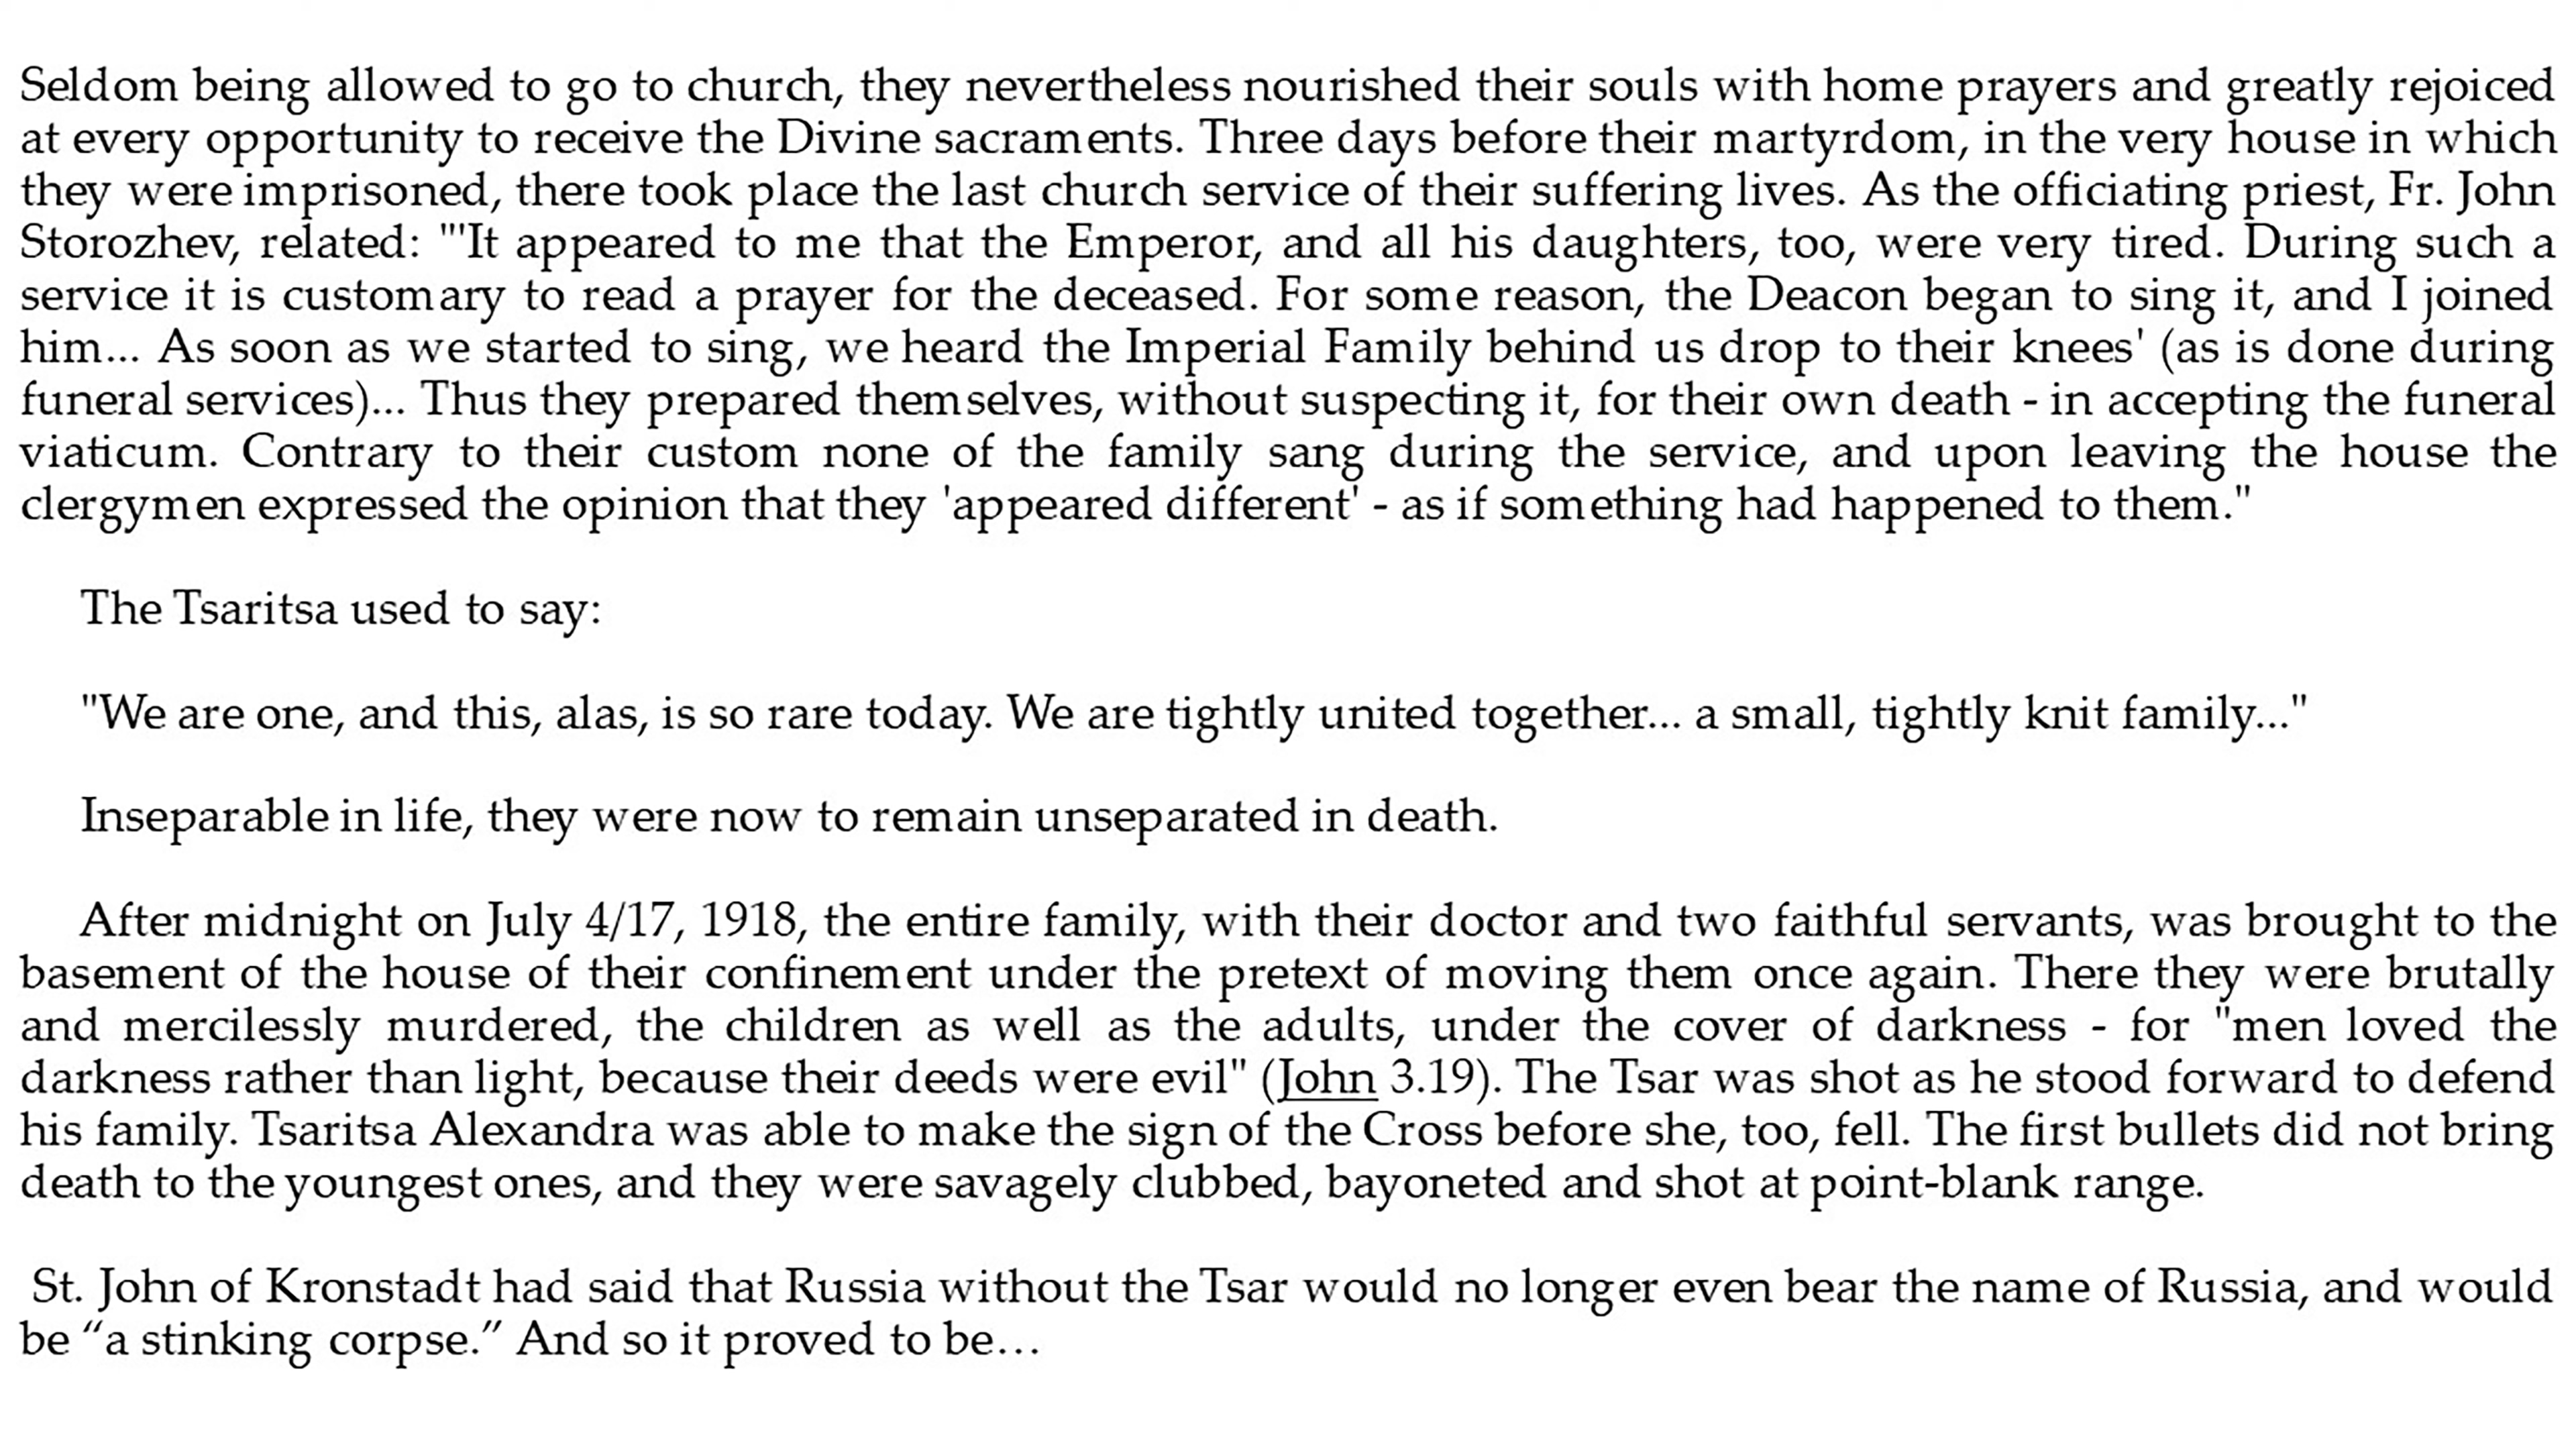 Seldom being allowed to go to church, they nevertheless nourished their souls with home prayers and greatly rejoiced
at every opportunity to receive the Divine sacraments. Three days before their martyrdom, in the very house in which
they were imprisoned, there took place the last church service of their suffering lives. As the officiating priest, Fr. John
Storozhev, related: "'It appeared to me that the Emperor, and all his daughters, too, were very tired. During such a
service it is customary to read a prayer for the deceased. For some reason, the Deacon began to sing it, and I joined
him... As soon as we started to sing, we heard the Imperial Family behind us drop to their knees' (as is done during
funeral services)... Thus they prepared themselves, without suspecting it, for their own death - in accepting the funeral
viaticum. Contrary to their custom none of the family sang during the service, and upon leaving the house the
clergymen expressed the opinion that they 'appeared different' - as if something had happened to them."
The Tsaritsa used to say:
"We are one, and this, alas, is so rare today. We are tightly united together... a small, tightly knit family..."
Inseparable in life, they were now to remain unseparated in death.
After midnight on July 4/17, 1918, the entire family, with their doctor and two faithful servants, was brought to the
basement of the house of their confinement under the pretext of moving them once again. There they were brutally
and mercilessly murdered, the children as well as the adults, under the cover of darkness - for "men loved the
darkness rather than light, because their deeds were evil" (John 3.19). The Tsar was shot as he stood forward to defend
his family. Tsaritsa Alexandra was able to make the sign of the Cross before she, too, fell. The first bullets did not bring
death to the youngest ones, and they were savagely clubbed, bayoneted and shot at point-blank range.
St. John of Kronstadt had said that Russia without the Tsar would no longer even bear the name of Russia, and would
be “a stinking corpse.” And so it proved to be…